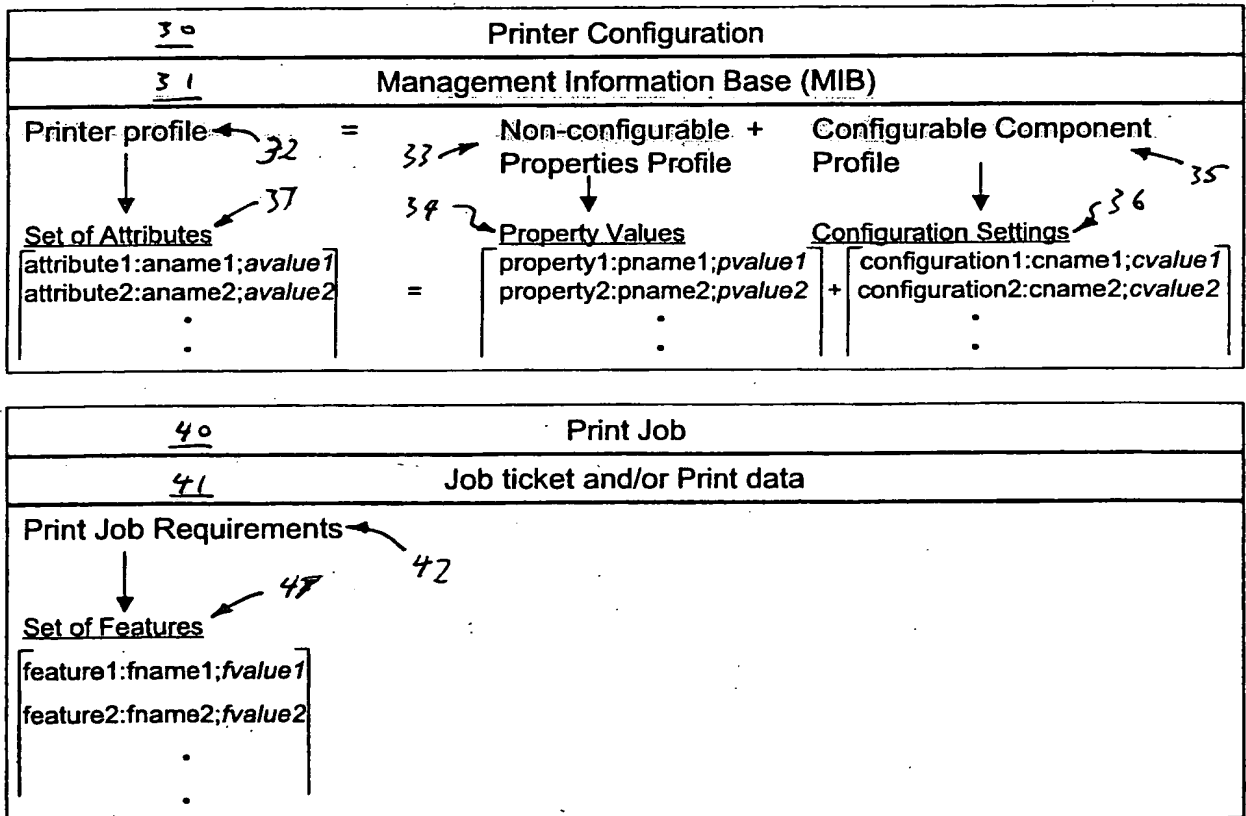 30 Printer Configuration
31 Management Information Base (MIB)
Printer profile 32 = 33 Non-configurable + Configurable Component
Properties Profile Profile 35
37 34 36
Set of Attributes Property Values Configuration Settings
attribute1:aname1;avalue1 property1:pname1;pvalue1 configuration1:cname1;cvalue1
attribute2:aname2;avalue2 = property2:pname2;pvalue2 + configuration2:cname2;cvalue2
40 Print Job
41 Job ticket and/or Print data
Print Job Requirements
42
Set of Features
feature1:fname1;fvalue1
feature2:fname2;fvalue2